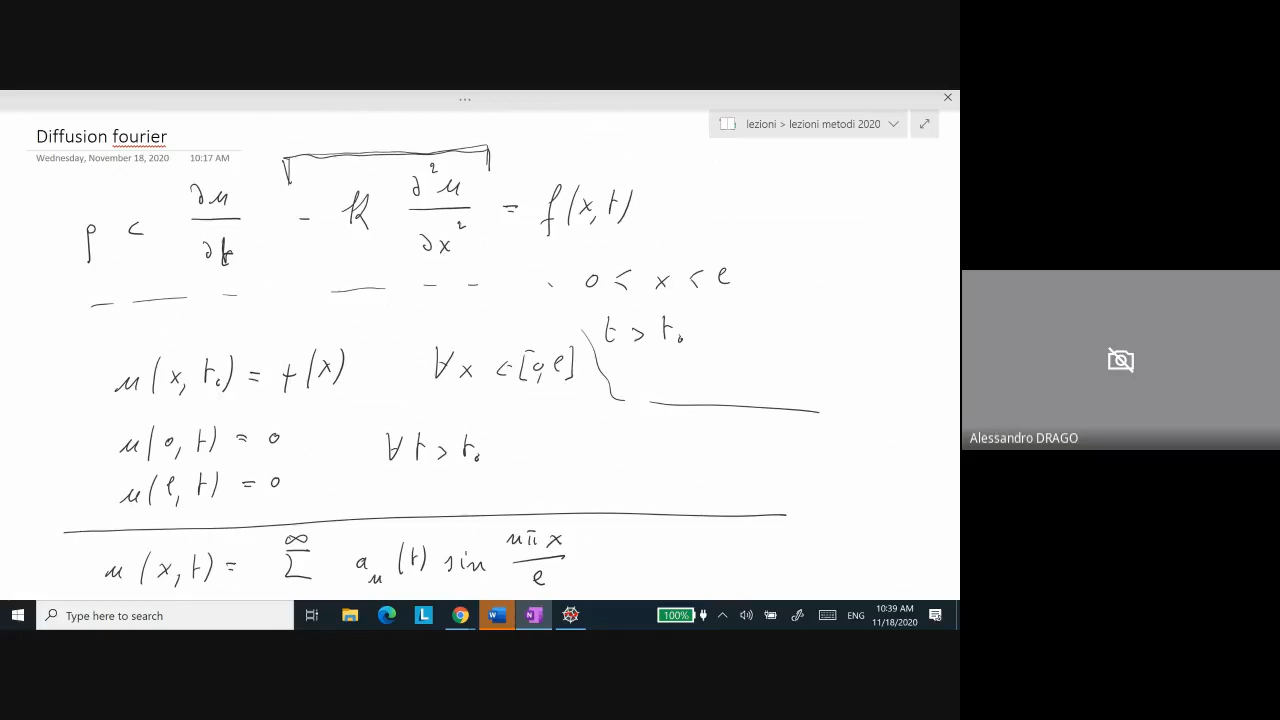 lezioni > lezioni metodi 2020
Diffusion fourier
Wednesday, November 18, 2020 10:17 AM
ρ c ∂u/∂t - k ∂²u/∂x² = f(x,t)
0 < x < l
t > t₀
u(x, t₀) = ψ(x) ∀x ∈ [0, l]
u(0, t) = 0
∀ t > t₀
u(l, t) = 0
u(x,t) = ∑ ∞ aₙ(t) sin nπx/l
Alessandro DRAGO
Type here to search
100%
ENG
10:39 AM
11/18/2020